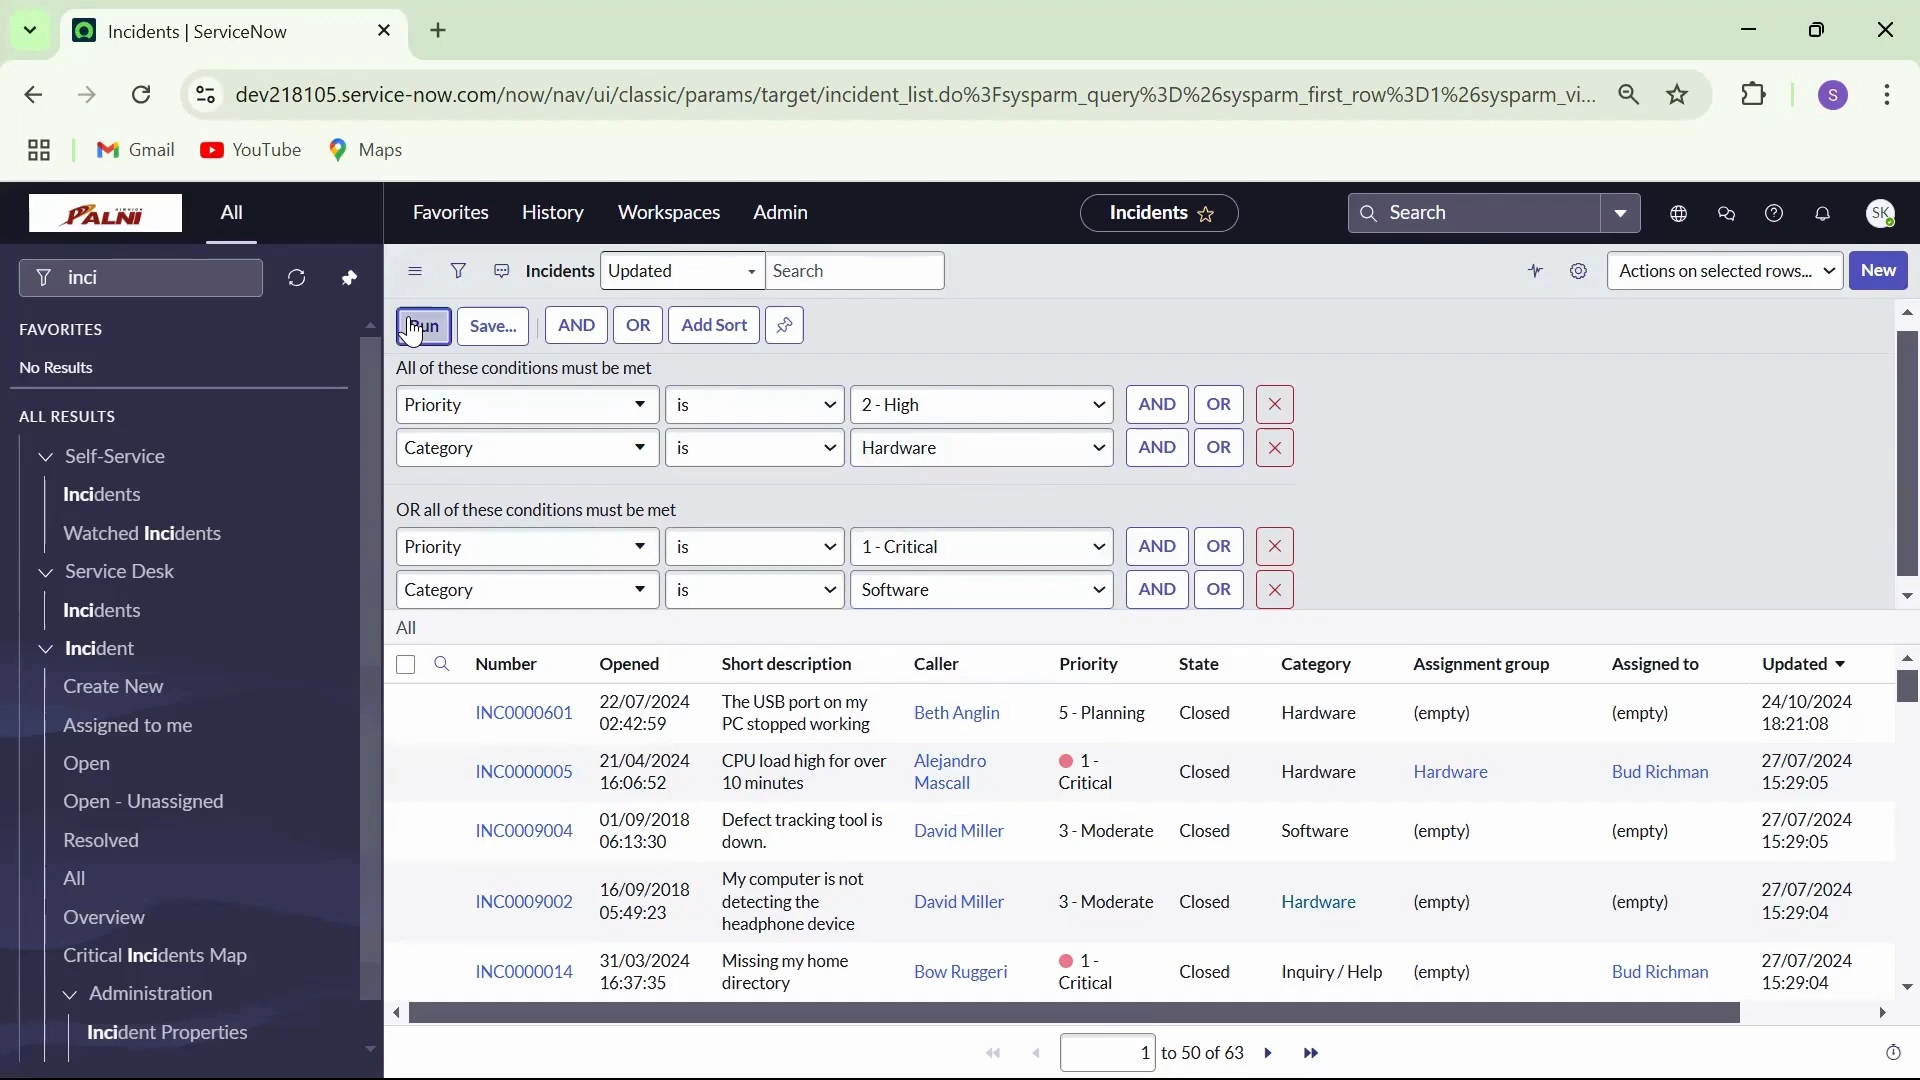 Incidents | ServiceNow
dev218105.service-now.com/now/nav/ui/classic/params/target/incident_list.do%3Fsysparm_query%3D%26sysparm_first_row%3D1%26sysparm_vi...
S
Gmail YouTube Maps
PALNI All Favorites History Workspaces Admin Incidents Search SK
inci
Incidents Updated Search Actions on selected rows... New
FAVORITES
No Results
ALL RESULTS
Self-Service
Incidents
Watched Incidents
Service Desk
Incidents
Incident
Create New
Assigned to me
Open
Open - Unassigned
Resolved
All
Overview
Critical Incidents Map
Administration
Incident Properties
Save... AND OR Add Sort
All of these conditions must be met
Priority is 2 - High AND OR
Category is Hardware AND OR
OR all of these conditions must be met
Priority is 1 - Critical AND OR
Category is Software AND OR
All
Number Opened Short description Caller Priority State Category Assignment group Assigned to Updated
INC0000601 22/07/2024 02:42:59 The USB port on my PC stopped working Beth Anglin 5 - Planning Closed Hardware (empty) (empty) 24/10/2024 18:21:08
INC0000005 21/04/2024 16:06:52 CPU load high for over 10 minutes Alejandro Mascall 1 - Critical Closed Hardware Hardware Bud Richman 27/07/2024 15:29:05
INC0009004 01/09/2018 06:13:30 Defect tracking tool is down. David Miller 3 - Moderate Closed Software (empty) (empty) 27/07/2024 15:29:05
INC0009002 16/09/2018 05:49:23 My computer is not detecting the headphone device David Miller 3 - Moderate Closed Hardware (empty) (empty) 27/07/2024 15:29:04
INC0000014 31/03/2024 16:37:35 Missing my home directory Bow Ruggeri 1 - Critical Closed Inquiry / Help (empty) Bud Richman 27/07/2024 15:29:04
1 to 50 of 63